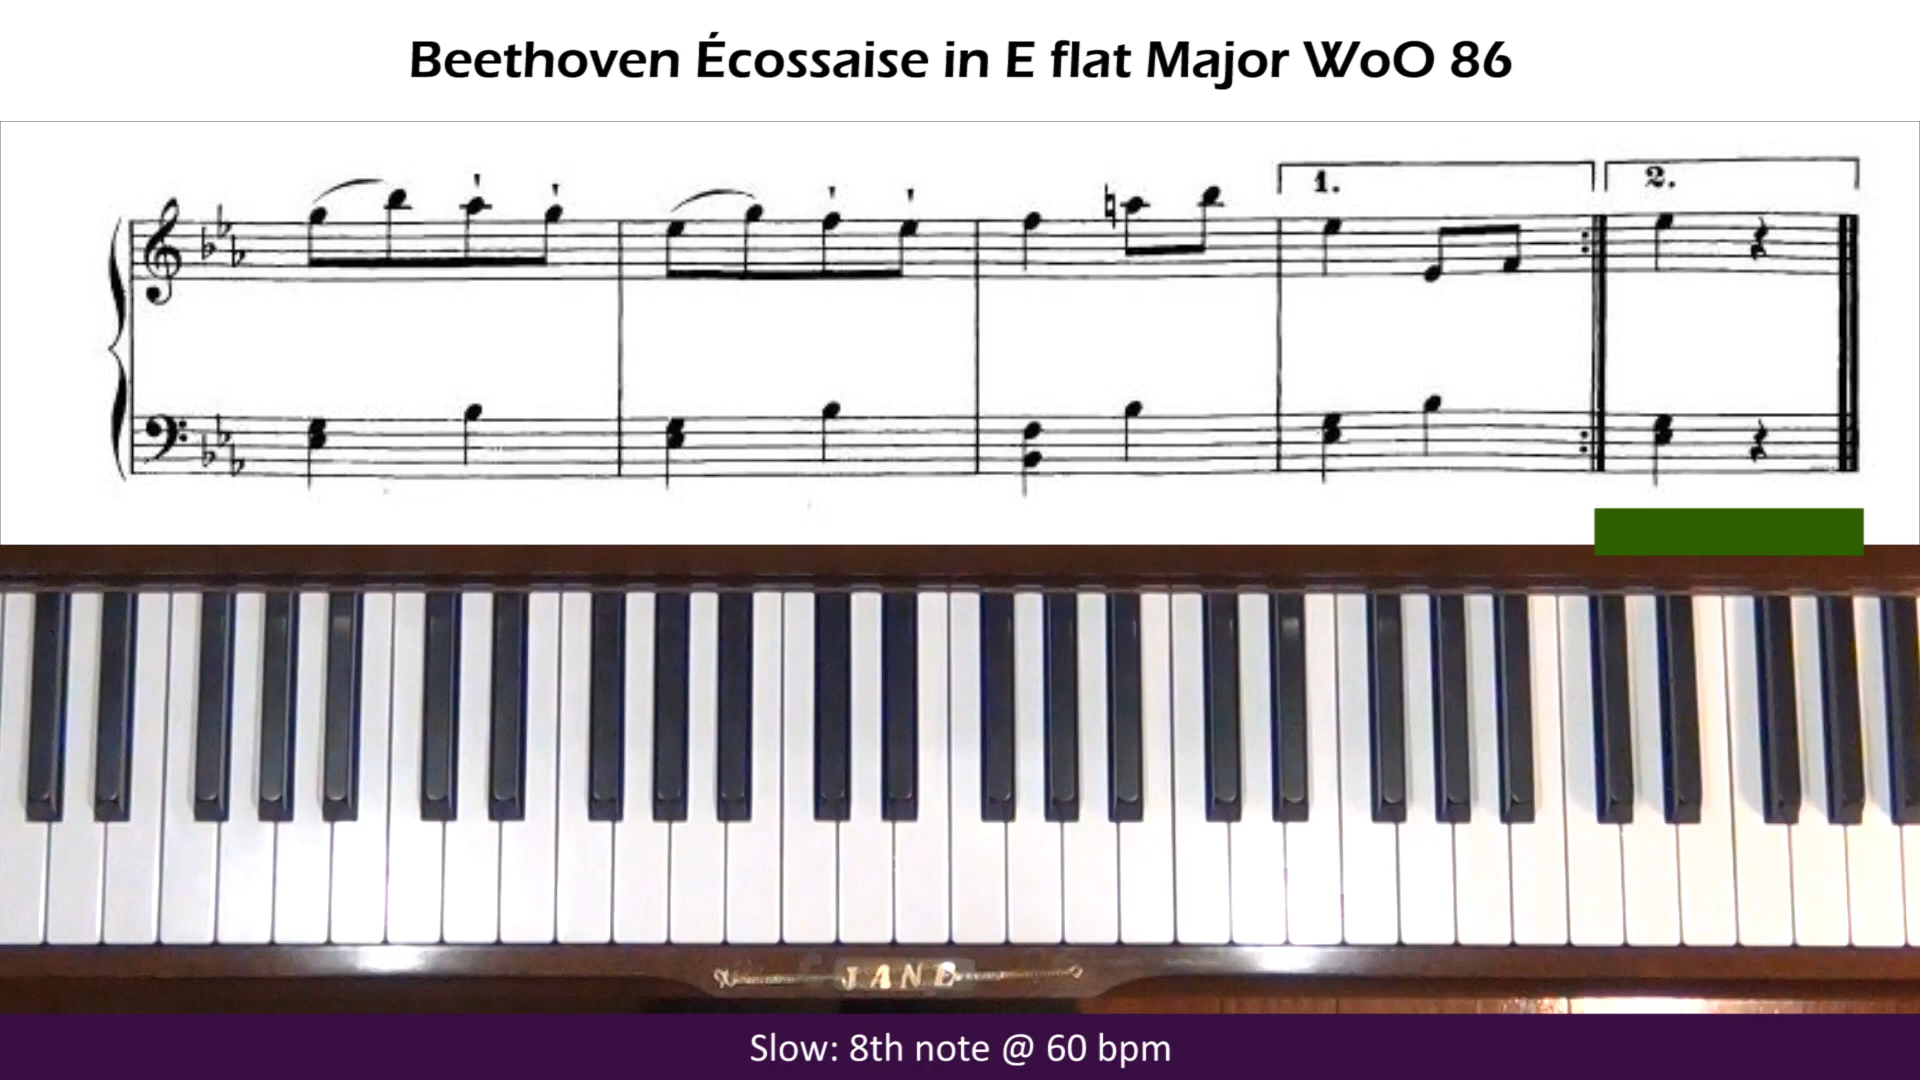 Beethoven Écossaise in E flat Major WoO 86
1.
2.
JANE
Slow: 8th note @ 60 bpm